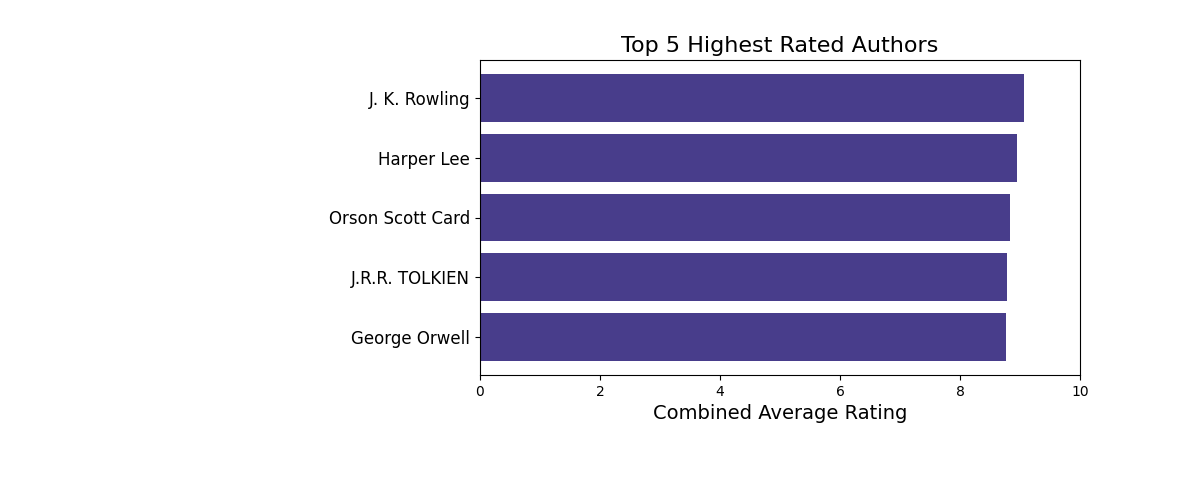 Top 5 Highest Rated Authors
J. K. Rowling
Harper Lee
Orson Scott Card
J.R.R. TOLKIEN
George Orwell
0 2 4 6 8 10
Combined Average Rating